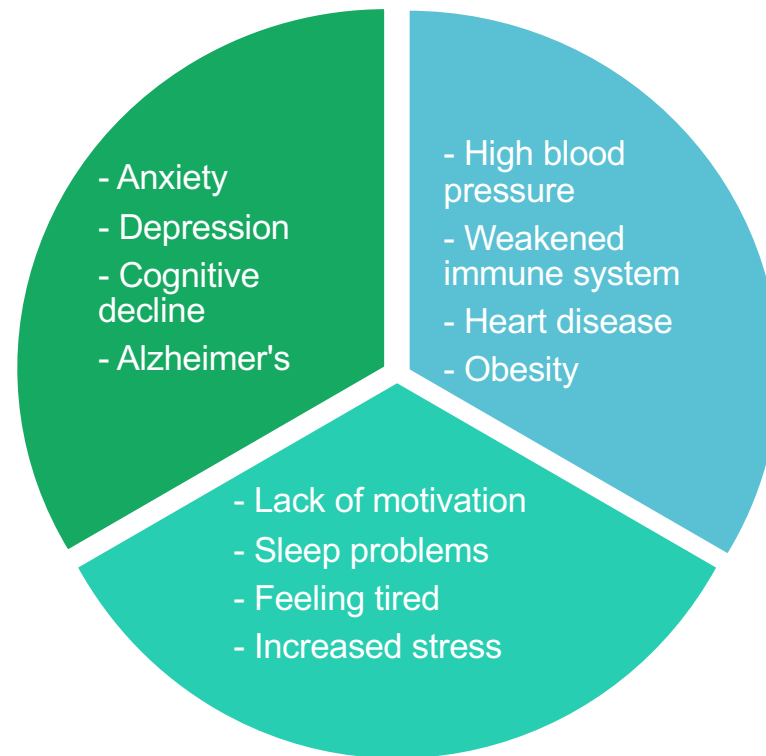 - Anxiety
- Depression
- Cognitive
decline
- Alzheimer's
- High blood
pressure
- Weakened
immune system
- Heart disease
- Obesity
- Lack of motivation
- Sleep problems
- Feeling tired
- Increased stress